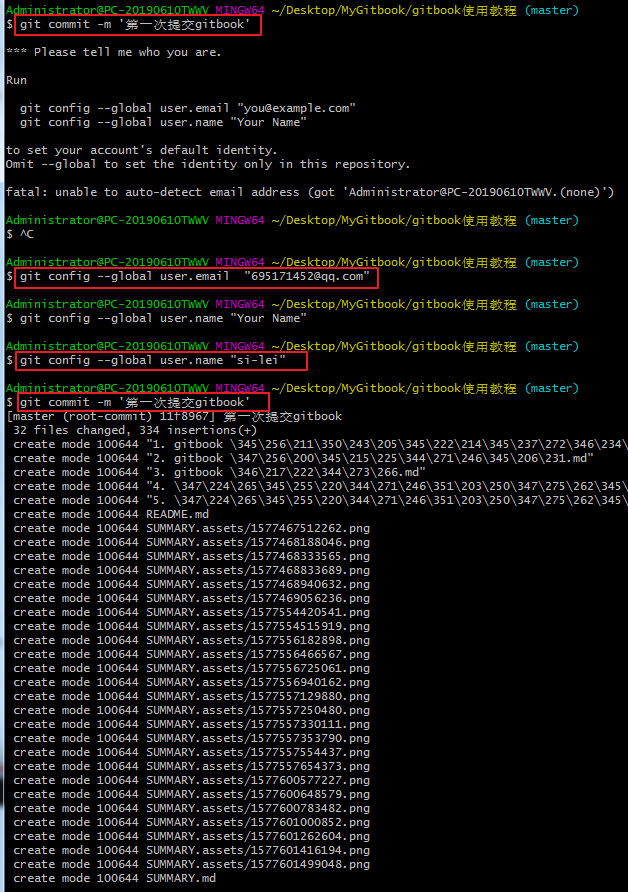 Administrator@PC-20190610TWWV MINGW64 ~/Desktop/MyGitbook/gitbook使用教程 (master)
$ git commit -m '第一次提交gitbook'
*** Please tell me who you are.
Run
git config --global user.email "you@example.com"
git config --global user.name "Your Name"
to set your account's default identity.
Omit --global to set the identity only in this repository.
fatal: unable to auto-detect email address (got 'Administrator@PC-20190610TWWV.(none)')
Administrator@PC-20190610TWWV MINGW64 ~/Desktop/MyGitbook/gitbook使用教程 (master)
$ ^C
Administrator@PC-20190610TWWV MINGW64 ~/Desktop/MyGitbook/gitbook使用教程 (master)
$ git config --global user.email  "695171452@qq.com"
Administrator@PC-20190610TWWV MINGW64 ~/Desktop/MyGitbook/gitbook使用教程 (master)
$ git config --global user.name "Your Name"
Administrator@PC-20190610TWWV MINGW64 ~/Desktop/MyGitbook/gitbook使用教程 (master)
$ git config --global user.name "si-lei"
Administrator@PC-20190610TWWV MINGW64 ~/Desktop/MyGitbook/gitbook使用教程 (master)
$ git commit -m '第一次提交gitbook'
[master (root-commit) 11f8967] 第一次提交gitbook
32 files changed, 334 insertions(+)
create mode 100644 "1. gitbook \345\256\211\350\243\205\345\222\214\345\237\272\346\234\
create mode 100644 "2. \347\256\200\345\215\225\344\271\246\345\206\231.md"
create mode 100644 "3. gitbook \346\217\222\344\273\266.md"
create mode 100644 "4. \347\224\265\345\255\220\344\271\246\351\203\250\347\275\262\345\
create mode 100644 "5. \347\224\265\345\255\220\344\271\246\351\203\250\347\275\262\345\
create mode 100644 README.md
create mode 100644 SUMMARY.assets/1577467512262.png
create mode 100644 SUMMARY.assets/1577468188046.png
create mode 100644 SUMMARY.assets/1577468333565.png
create mode 100644 SUMMARY.assets/1577468833689.png
create mode 100644 SUMMARY.assets/1577468940632.png
create mode 100644 SUMMARY.assets/1577469056236.png
create mode 100644 SUMMARY.assets/1577554420541.png
create mode 100644 SUMMARY.assets/1577554515919.png
create mode 100644 SUMMARY.assets/1577556182898.png
create mode 100644 SUMMARY.assets/1577556466567.png
create mode 100644 SUMMARY.assets/1577556725061.png
create mode 100644 SUMMARY.assets/1577556940162.png
create mode 100644 SUMMARY.assets/1577557129880.png
create mode 100644 SUMMARY.assets/1577557250480.png
create mode 100644 SUMMARY.assets/1577557330111.png
create mode 100644 SUMMARY.assets/1577557353790.png
create mode 100644 SUMMARY.assets/1577557554437.png
create mode 100644 SUMMARY.assets/1577557654373.png
create mode 100644 SUMMARY.assets/1577600577227.png
create mode 100644 SUMMARY.assets/1577600648579.png
create mode 100644 SUMMARY.assets/1577600783482.png
create mode 100644 SUMMARY.assets/1577601000852.png
create mode 100644 SUMMARY.assets/1577601262604.png
create mode 100644 SUMMARY.assets/1577601416194.png
create mode 100644 SUMMARY.assets/1577601499048.png
create mode 100644 SUMMARY.md